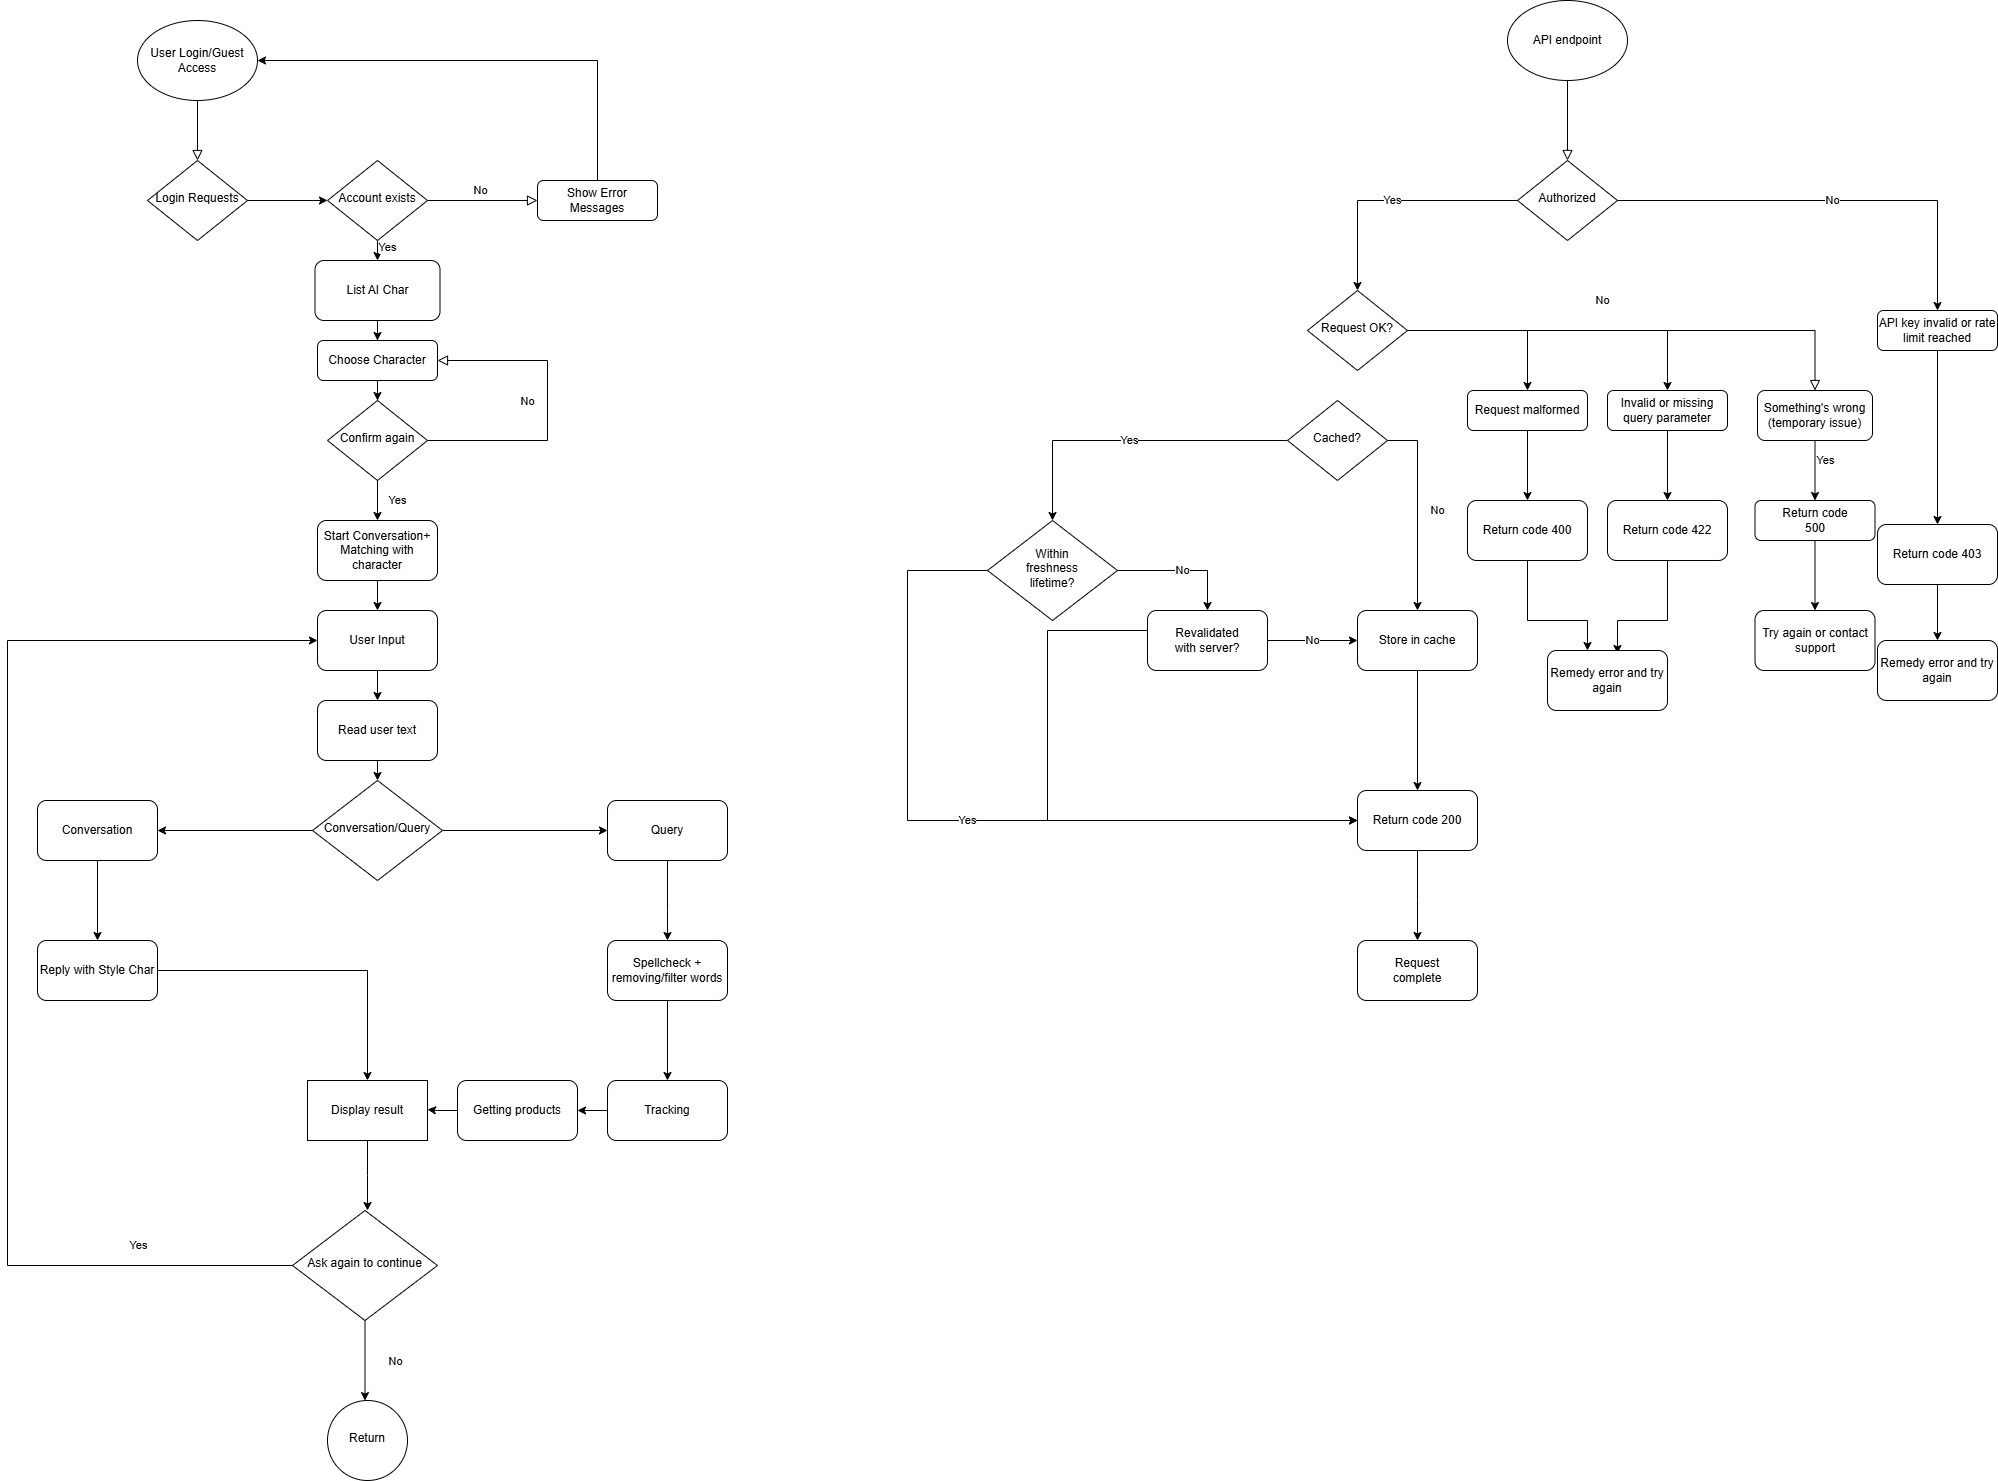 User Login/Guest
Access
Login Requests
Account exists
No
Show Error
Messages
Yes
List AI Char
Choose Character
No
Confirm again
Yes
Start Conversation+
Matching with
character
User Input
Read user text
Conversation
Conversation/Query
Query
Reply with Style Char
Spellcheck +
removing/filter words
Display result
Getting products
Tracking
Yes
Ask again to continue
No
Return
API endpoint
Yes
Authorized
No
Request OK?
No
API key invalid or rate
limit reached
Request malformed
Invalid or missing
query parameter
Something's wrong
(temporary issue)
Yes
Cached?
Yes
No
Return code 400
Return code 422
Return code
500
Return code 403
Within
freshness
lifetime?
No
Revalidated
with server?
No
Store in cache
Try again or contact
support
Remedy error and try
again
Remedy error and try
again
Yes
Return code 200
Request
complete